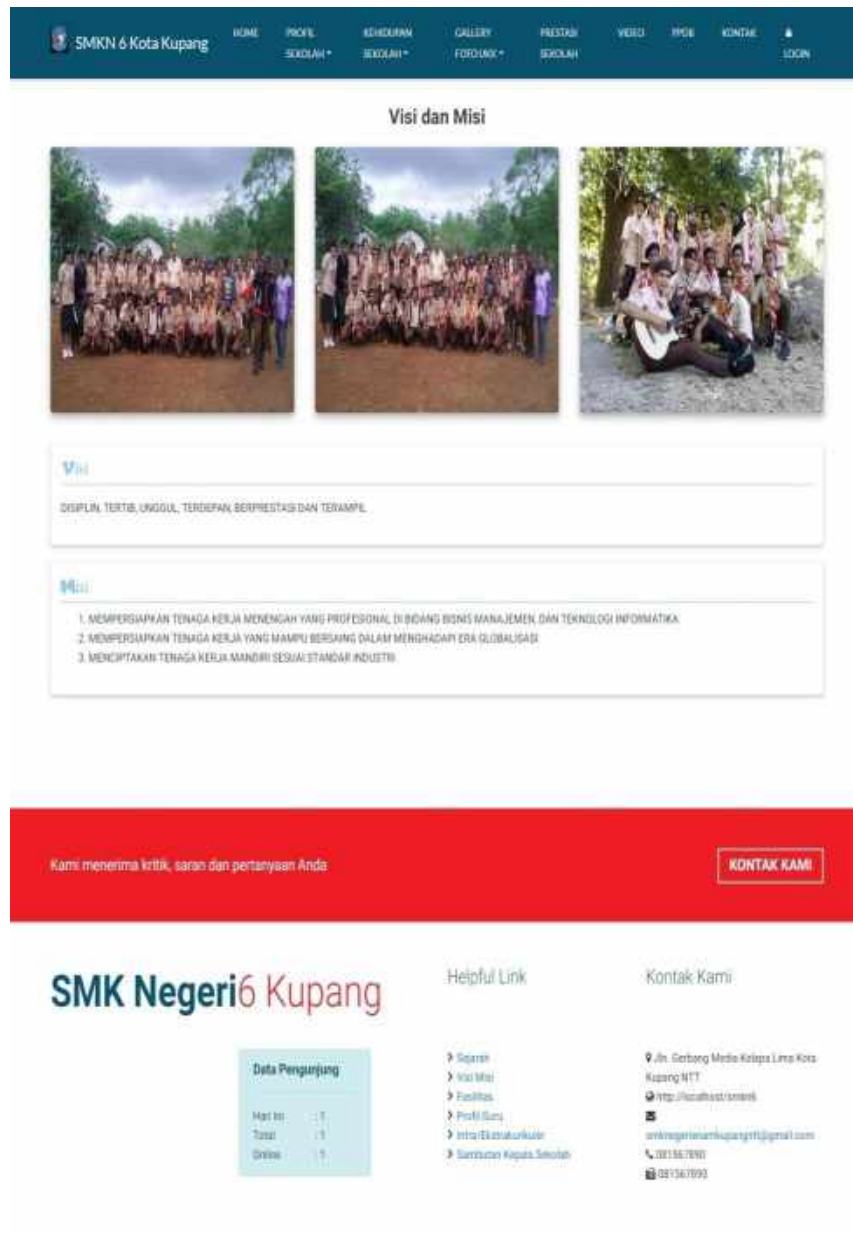 SMKN 6 Kota Kupang
HOME
PROFIL
SEKOLAH
KEHIDUPAN
SEKOLAH
GALLERY
FOTO UNIX
PRESTASI
SEKOLAH
VIDEO
PPDB
KONTAK
LOGIN
Visi dan Misi
Visi
DISIPLIN, TERTIB, UNGGUL, TERDEPAN, BERPRESTASI DAN TERAMPIL
Misi
1. MEMPERSIAPKAN TENAGA KERJA MENENGAH YANG PROFESIONAL DI BIDANG BISNIS MANAJEMEN, DAN TEKNOLOGI INFORMATIKA
2. MEMPERSIAPKAN TENAGA KERJA YANG MAMPU BERSAING DALAM MENGHADAPI ERA GLOBALISASI
3. MENCIPTAKAN TENAGA KERJA MANDIRI SESUAI STANDAR INDUSTRI
Kami menerima kritik, saran dan pertanyaan Anda
KONTAK KAMI
SMK Negeri6 Kupang
Data Pengunjung
Hari Ini : 1
Total : 1
Online : 1
Helpful Link
Sejarah
Visi Misi
Fasilitas
Profil Guru
Intra/Ekstrakurikuler
Sambutan Kepala Sekolah
Kontak Kami
Jln. Gerbang Media Kelapa Lima Kota
Kupang NTT
http://localhost/smkn6
081567890
081567890